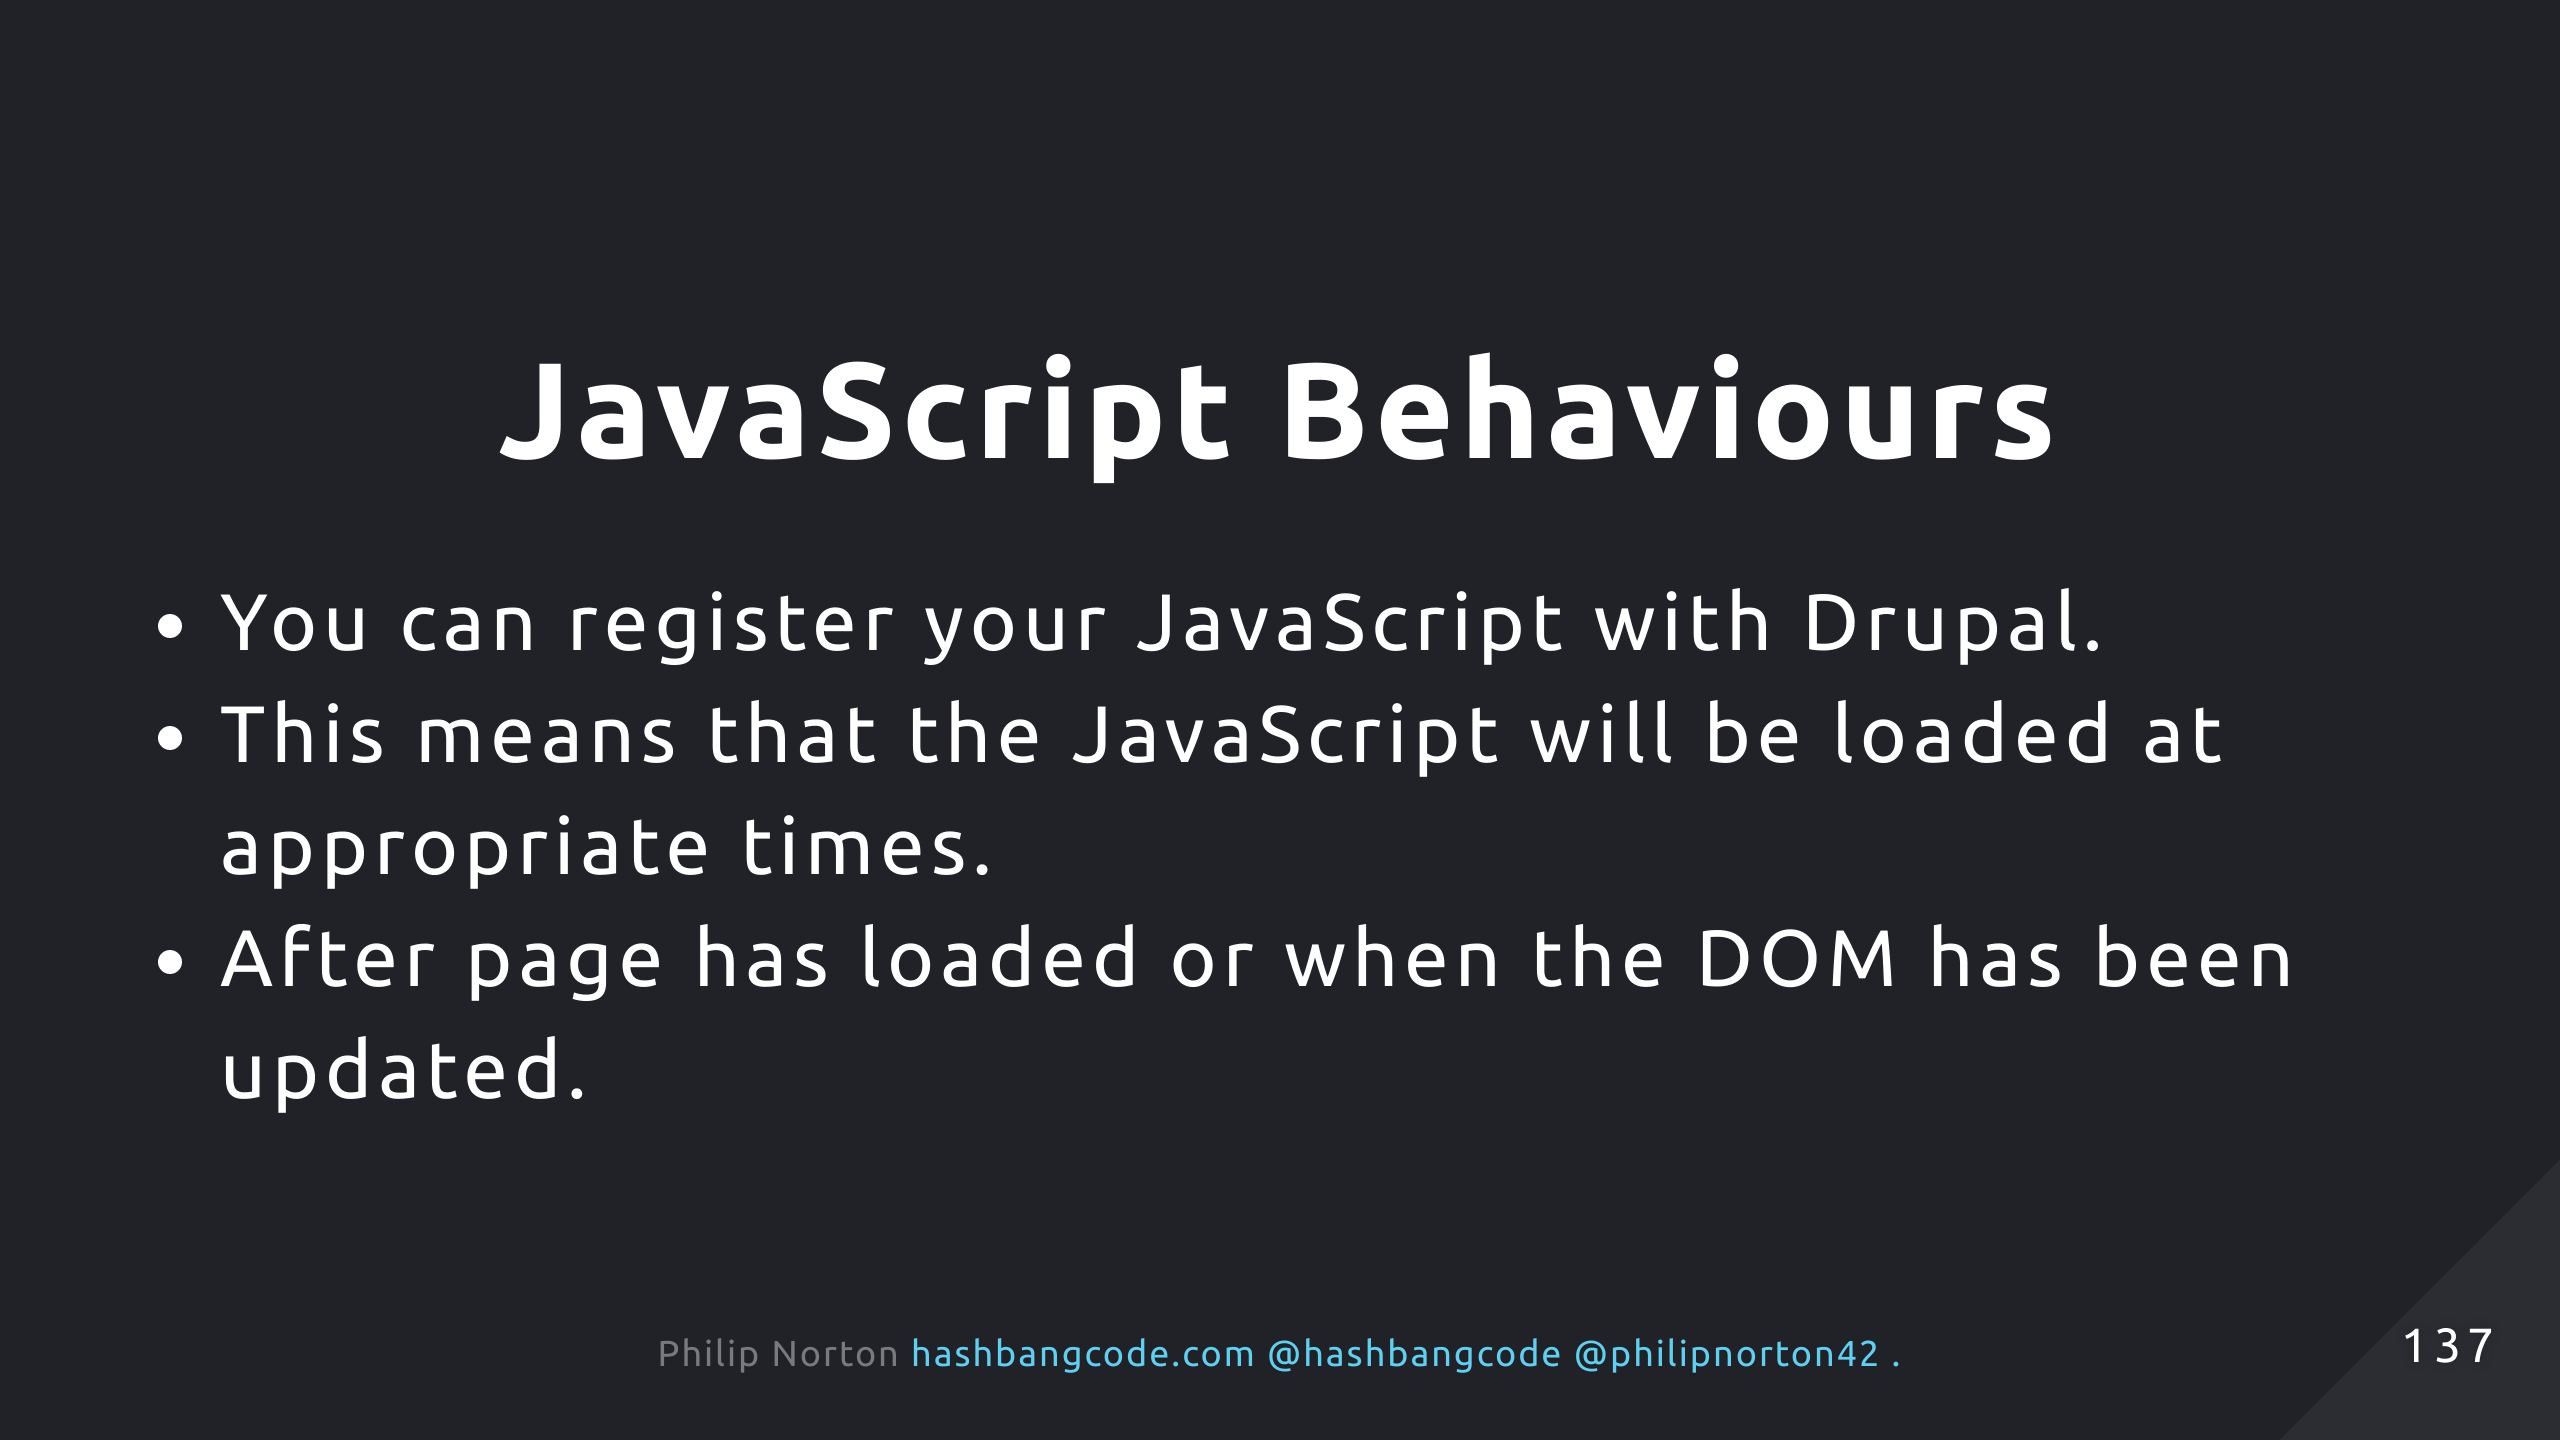 JavaScript Behaviours
• You can register your JavaScript with Drupal.
• This means that the JavaScript will be loaded at
appropriate times.
• After page has loaded or when the DOM has been
updated.
Philip Norton hashbangcode.com @hashbangcode @philipnorton42 .
137